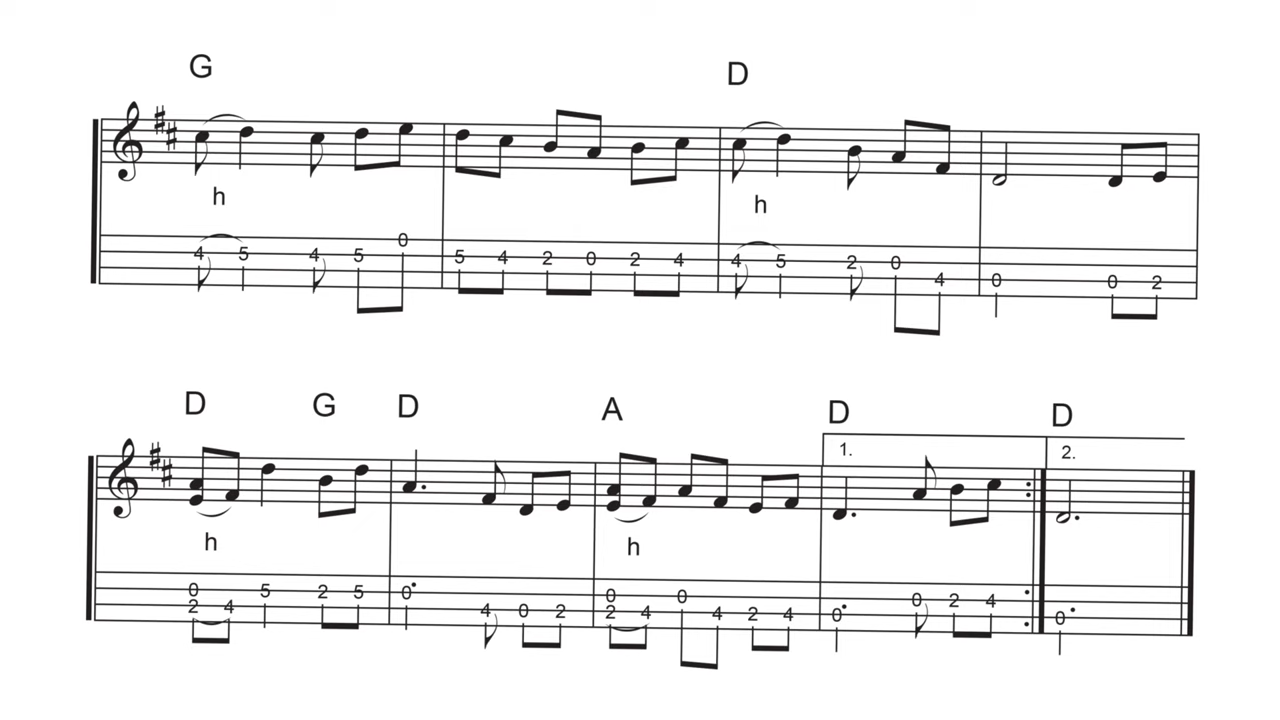 G D
h h
4 5 4 5 0 5 4 2 0 2 4 4 5 2 0 4 0 0 2
D G D A D D
1. 2.
h h
0 5 2 5 0 0 0 0 2 4
2 4 4 0 2 2 4 4 2 4 0 0